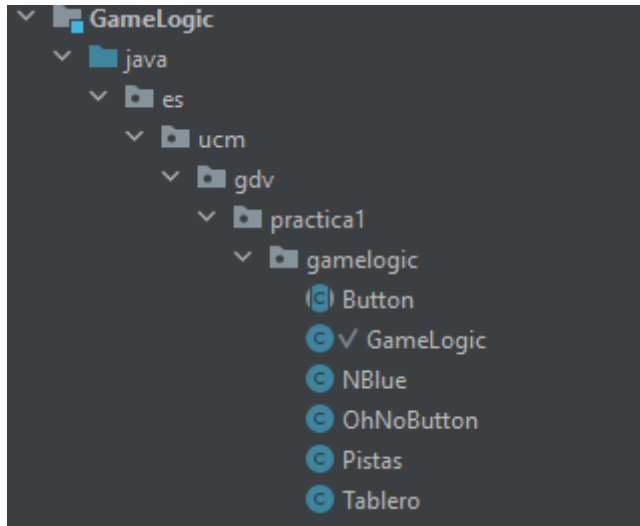 GameLogic
java
es
ucm
gdv
practica1
gamelogic
Button
GameLogic
NBlue
OhNoButton
Pistas
Tablero